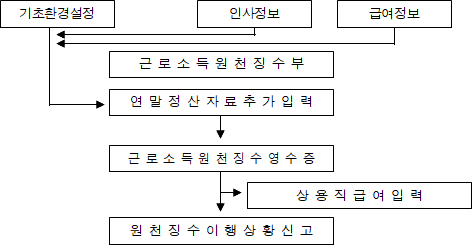 기초환경설정
인사정보
급여정보
근로소득원천징수부
연말정산자료추가입력
근로소득원천징수영수증
상용직급여입력
원천징수이행상황신고